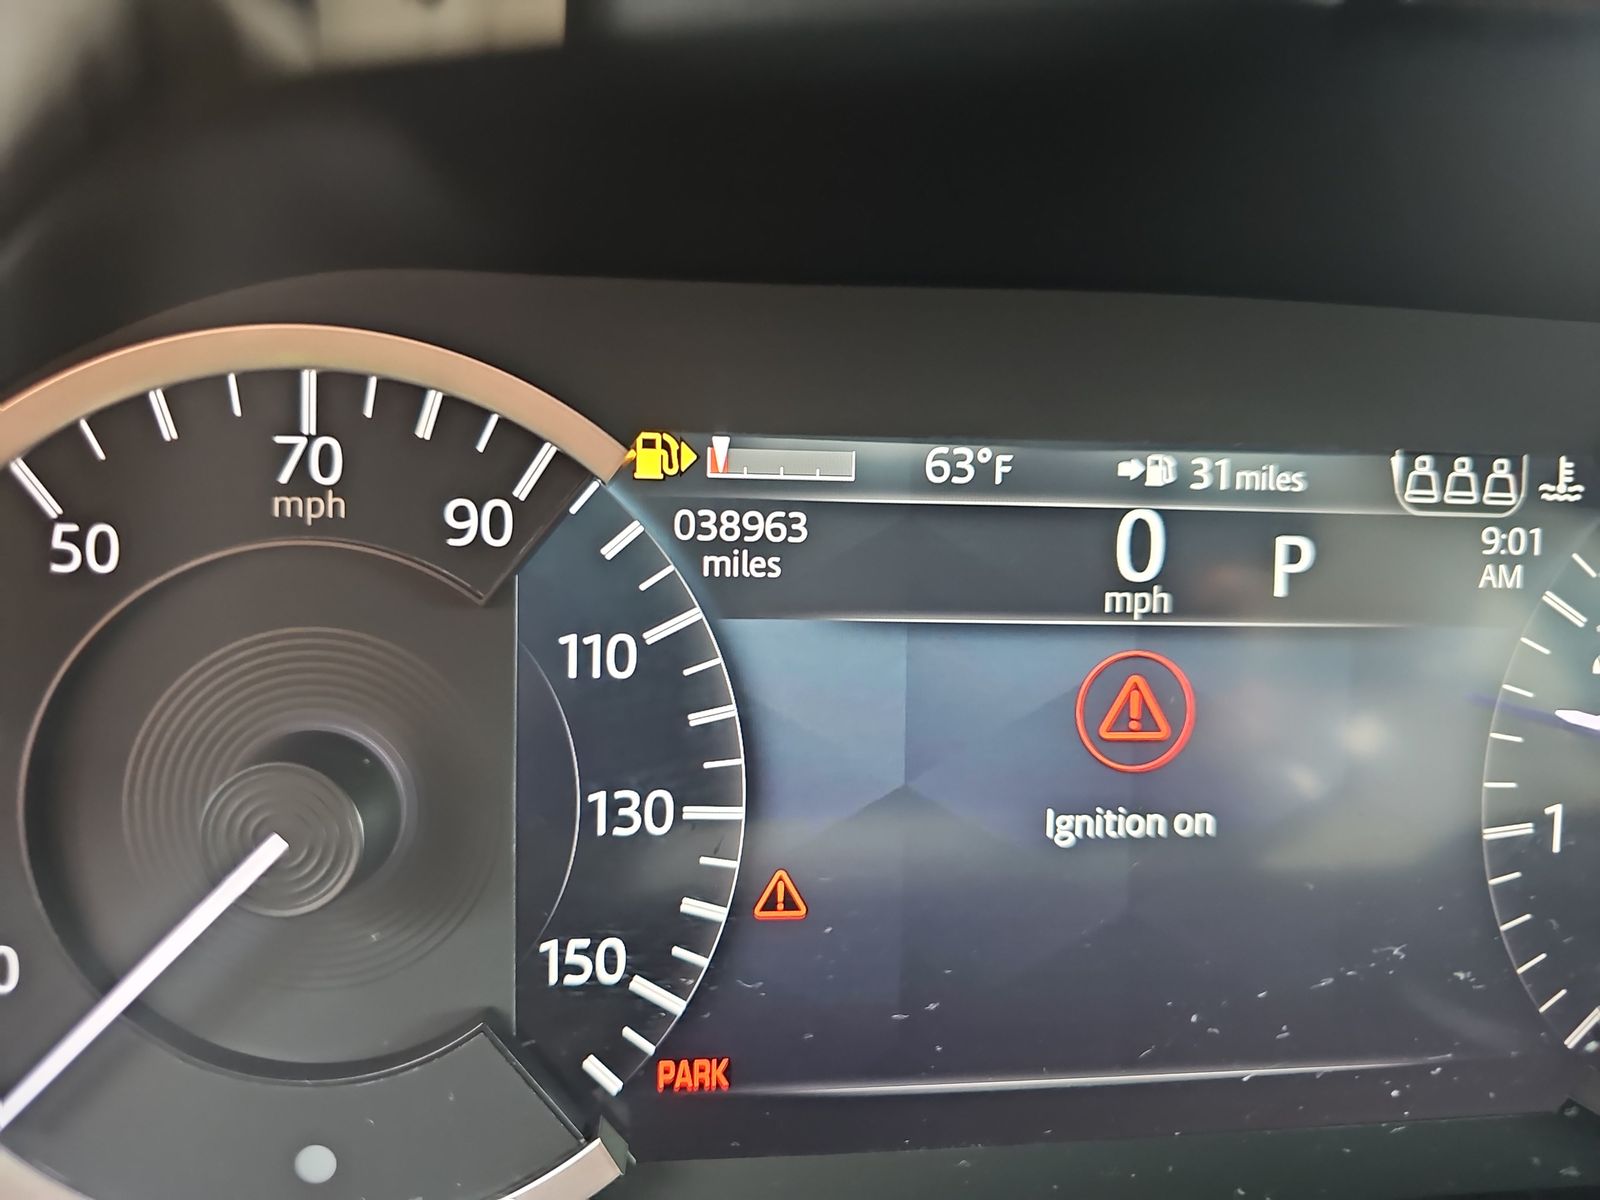 70
mph
50
90
110
130
150
63°F
31 miles
038963
miles
0
mph
P
9:01
AM
Ignition on
1
PARK
0